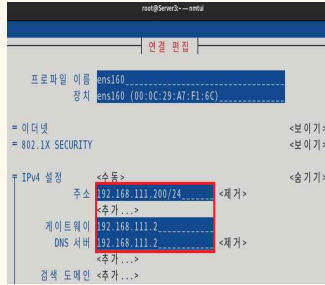 root@Server3:~ — nmtui
연결 편집
프로파일 이름 ens160
장치 ens160 (00:0C:29:A7:F1:6C)
= 이더넷 <보이기>
= 802.1X SECURITY <보이기>
╤ IPv4 설정 <수동> <숨기기>
주소 192.168.111.200/24 <제거>
<추가...>
게이트웨이 192.168.111.2
DNS 서버 192.168.111.2 <제거>
<추가...>
검색 도메인 <추가...>